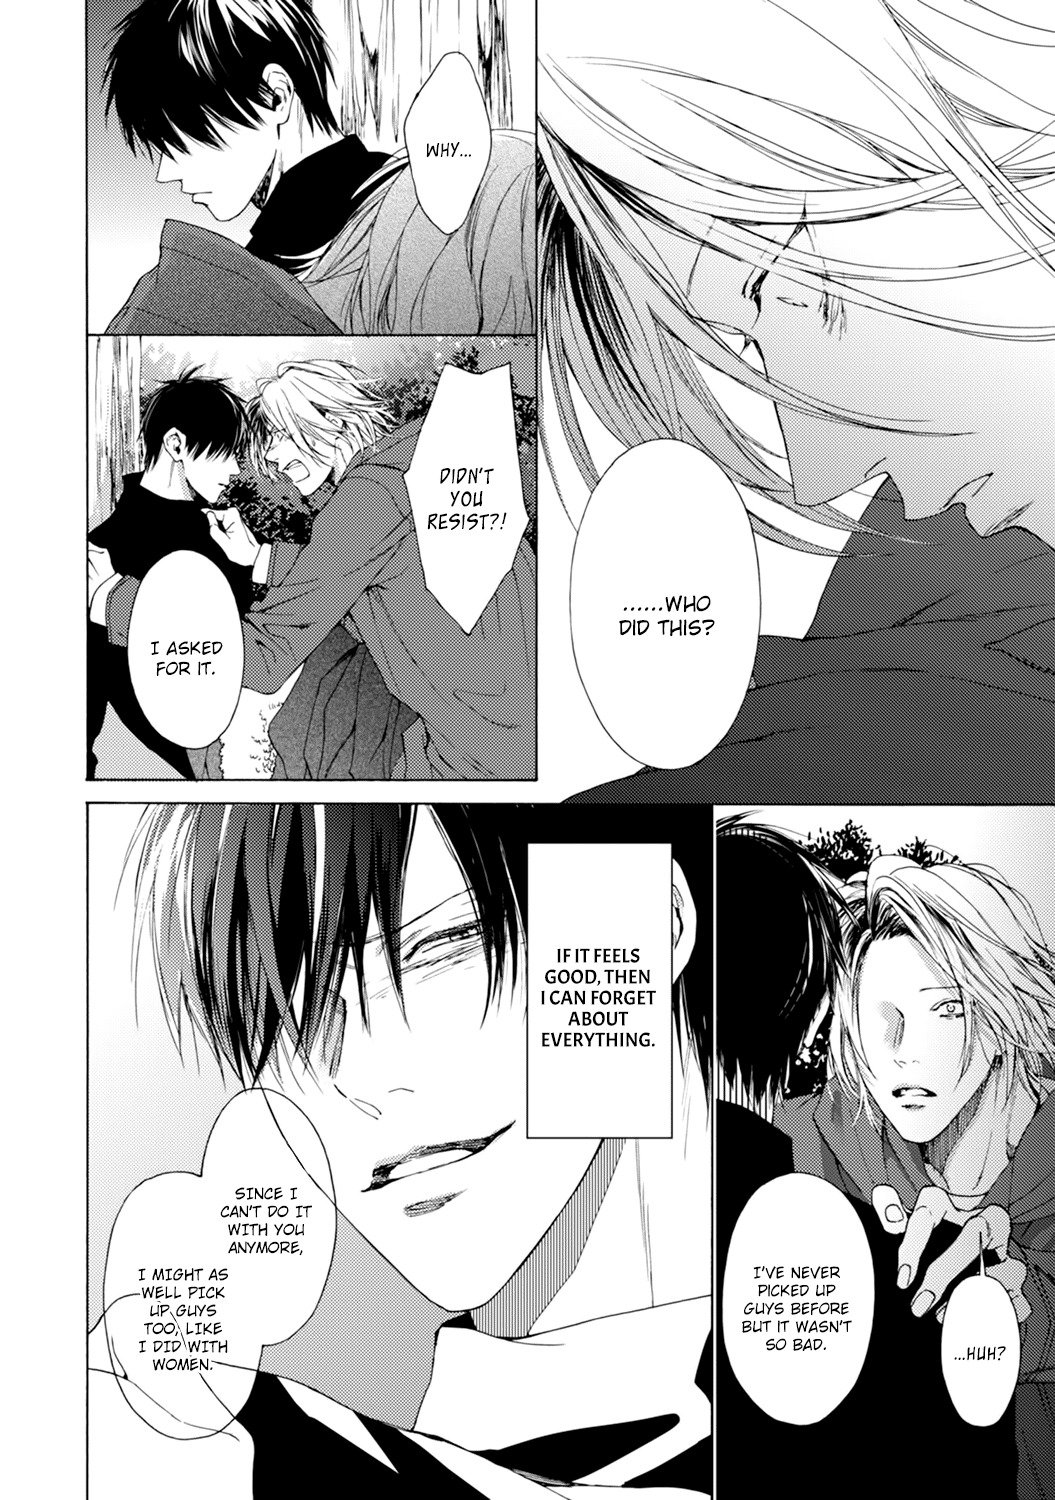 ......WHO
DID THIS?
WHY...
DIDN'T
YOU
RESIST?!
I ASKED
FOR IT.
...HUH?
I'VE NEVER
PICKED UP
GUYS BEFORE
BUT IT WASN'T
SO BAD.
IF IT FEELS
GOOD, THEN
I CAN FORGET
ABOUT
EVERYTHING.
SINCE I
CAN'T DO IT
WITH YOU
ANYMORE,
I MIGHT AS
WELL PICK
UP GUYS
TOO, LIKE
I DID WITH
WOMEN.